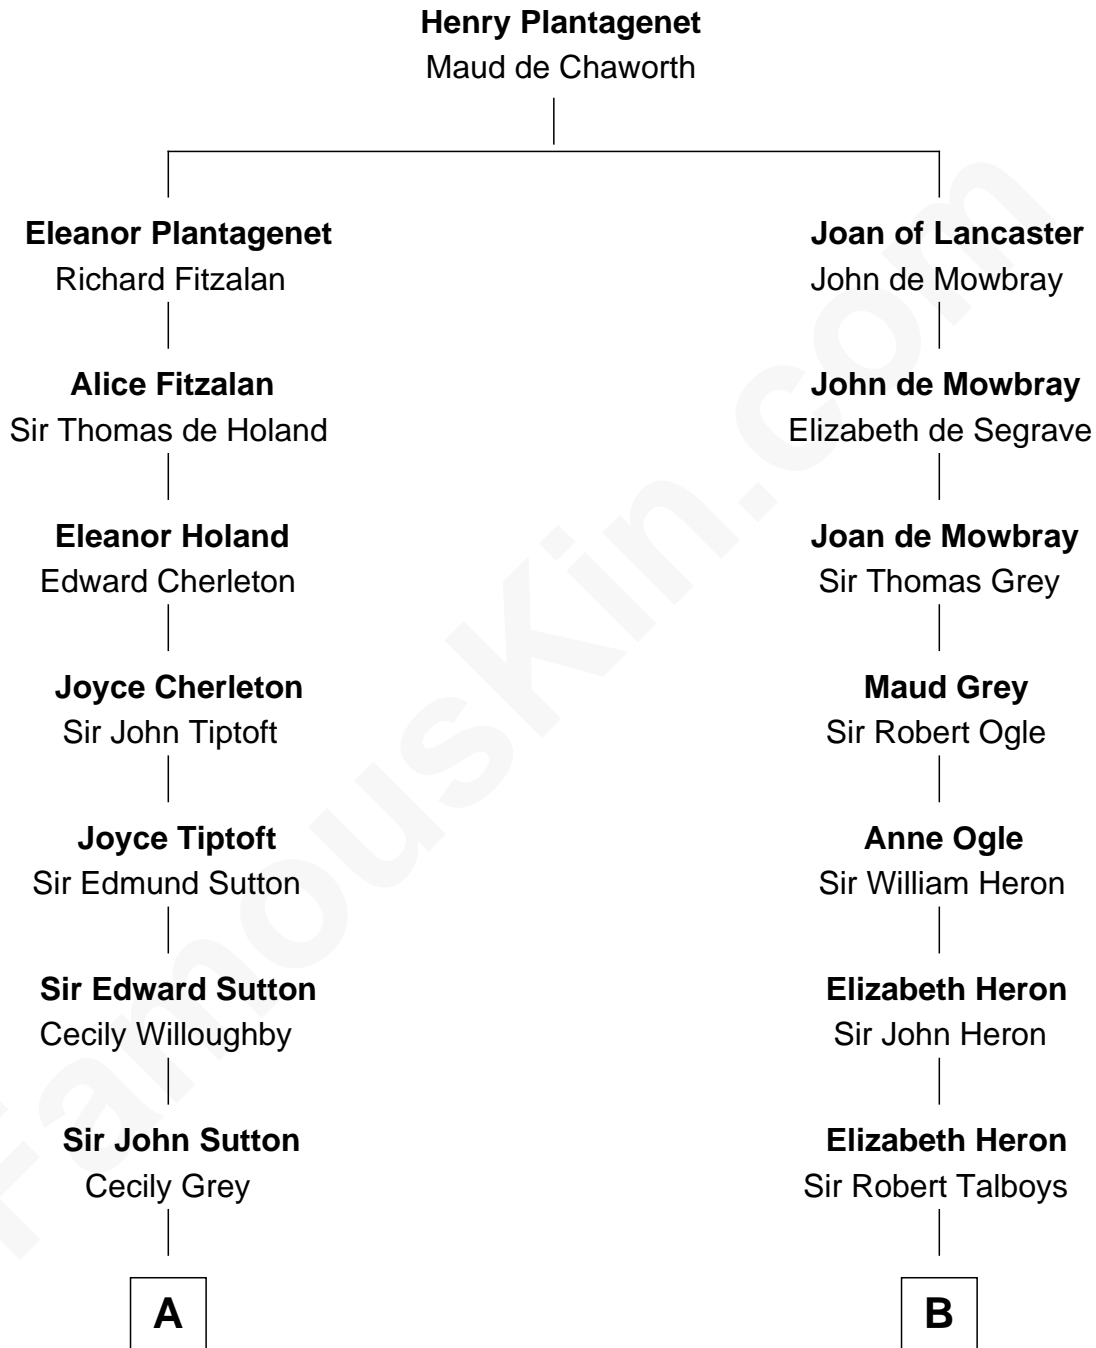 Henry Plantagenet
Maud de Chaworth
Eleanor Plantagenet
Richard Fitzalan
Joan of Lancaster
John de Mowbray
Alice Fitzalan
Sir Thomas de Holand
John de Mowbray
Elizabeth de Segrave
Eleanor Holand
Edward Cherleton
Joan de Mowbray
Sir Thomas Grey
Joyce Cherleton
Sir John Tiptoft
Maud Grey
Sir Robert Ogle
Joyce Tiptoft
Sir Edmund Sutton
Anne Ogle
Sir William Heron
Sir Edward Sutton
Cecily Willoughby
Elizabeth Heron
Sir John Heron
Sir John Sutton
Cecily Grey
Elizabeth Heron
Sir Robert Talboys
A
B
FamousKin.com